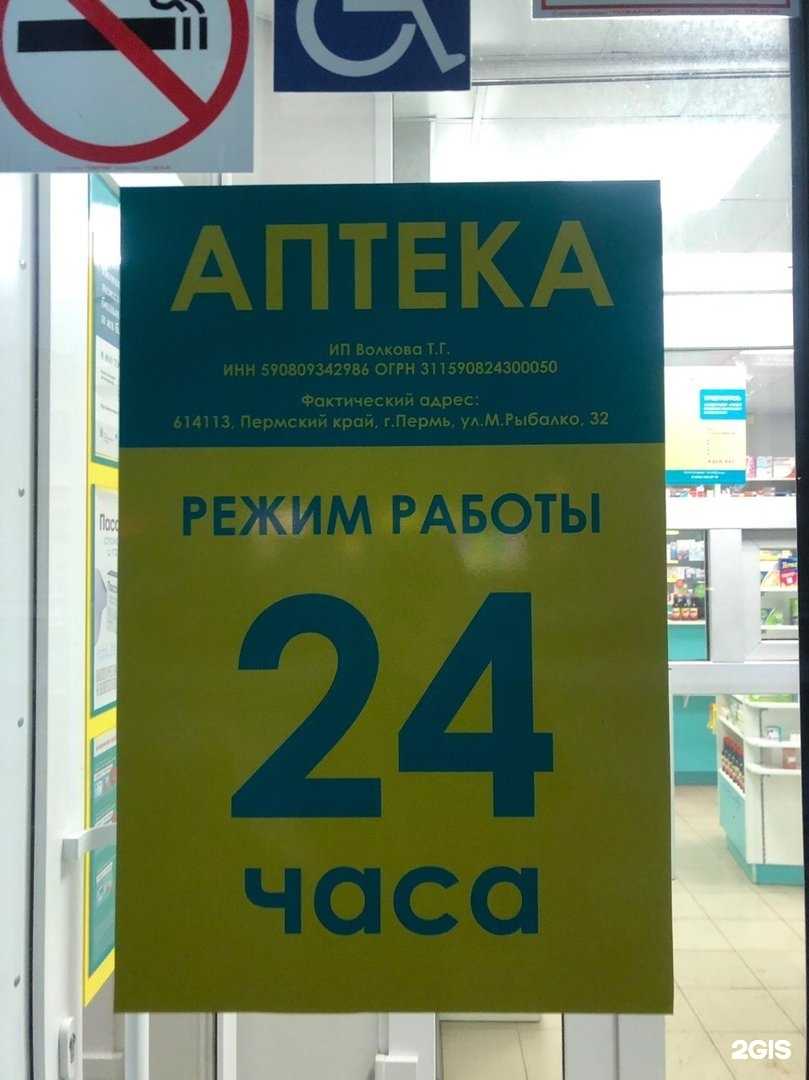 АПТЕКА
ИП Волкова Т.Г.
ИНН 590809342986 ОГРН 311590824300050
Фактический адрес:
614113, Пермский край, г.Пермь, ул.М.Рыбалко, 32
РЕЖИМ РАБОТЫ
24
часа
2GIS